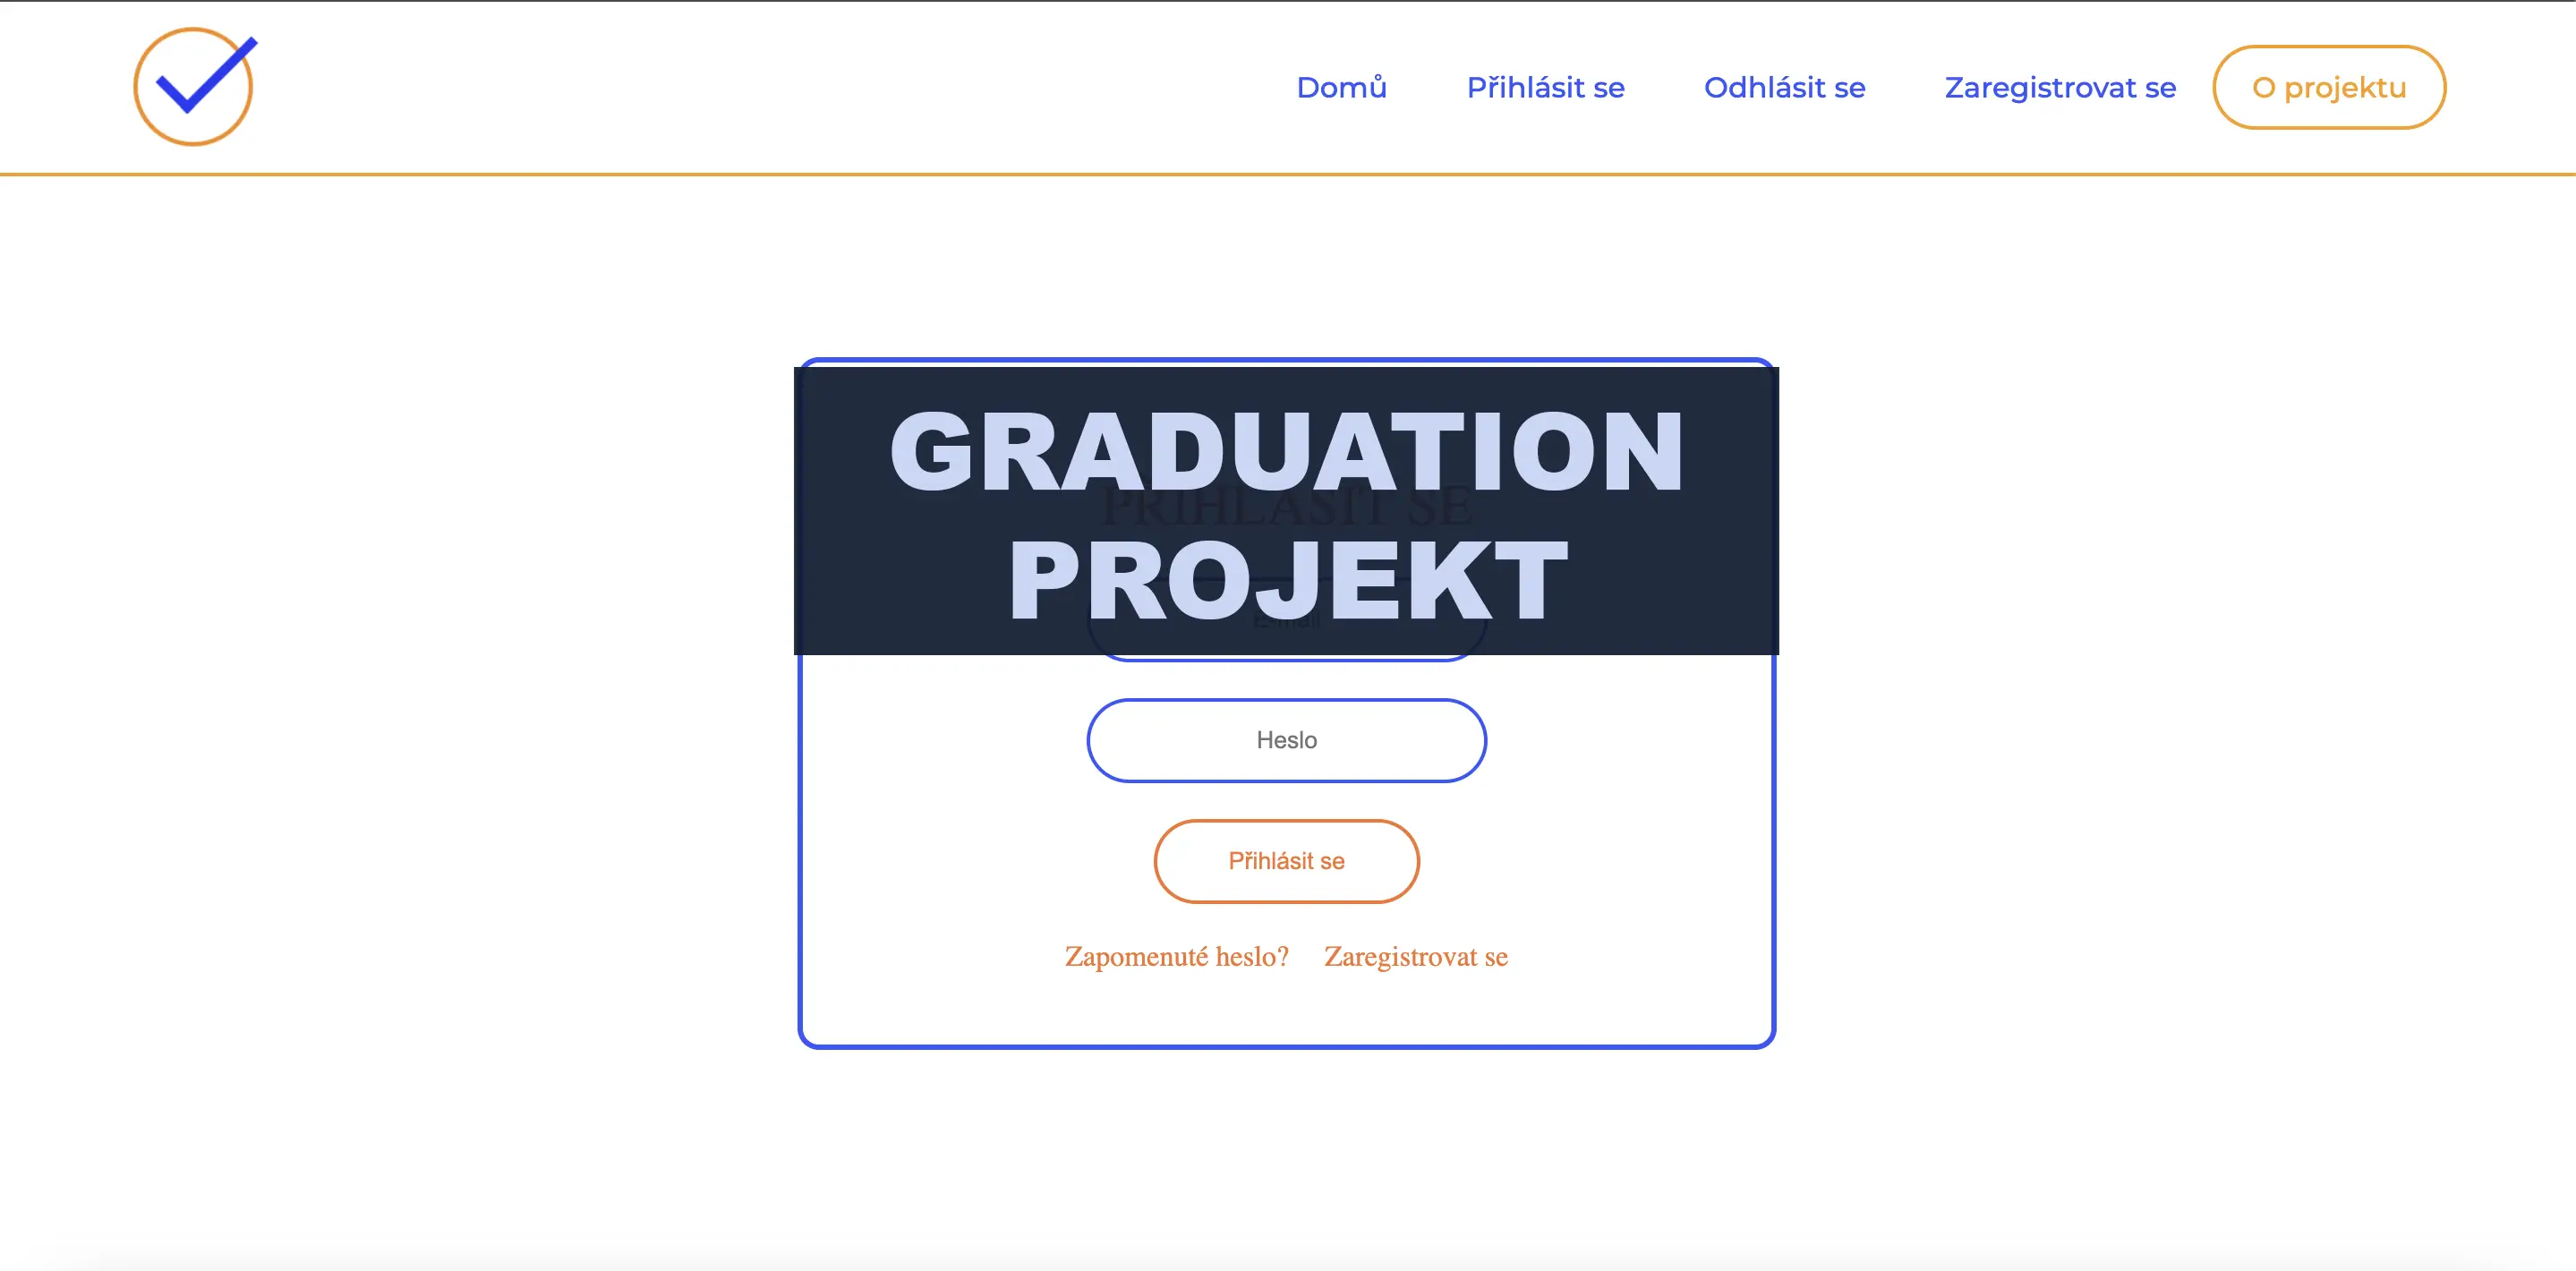 Domů Přihlásit se Odhlásit se Zaregistrovat se O projektu
GRADUATION
PŘIHLÁSIT SE
PROJEKT
E-mail
Heslo
Přihlásit se
Zapomenuté heslo? Zaregistrovat se